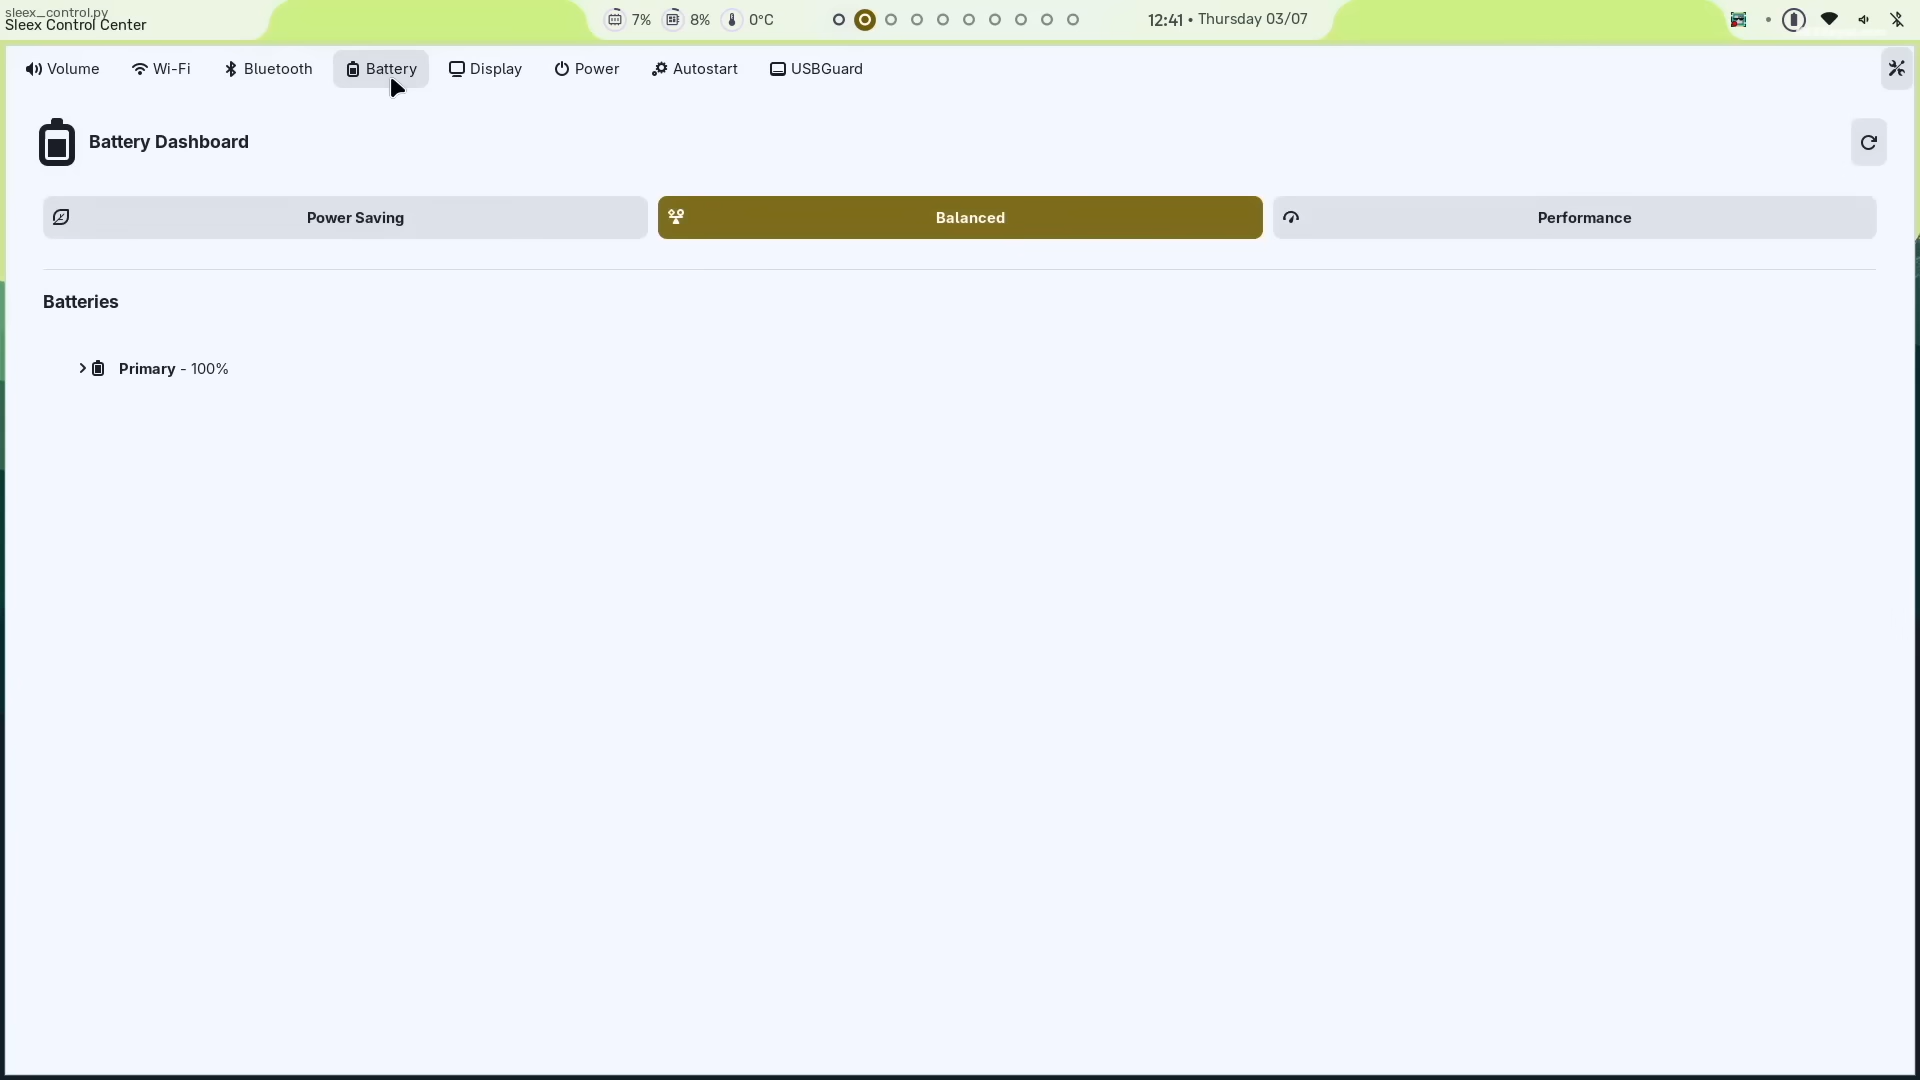 sleex_control.py
Sleex Control Center
7% 8% 0°C
12:41 • Thursday 03/07
Volume Wi-Fi Bluetooth Battery Display Power Autostart USBGuard
Battery Dashboard
Power Saving Balanced Performance
Batteries
Primary - 100%